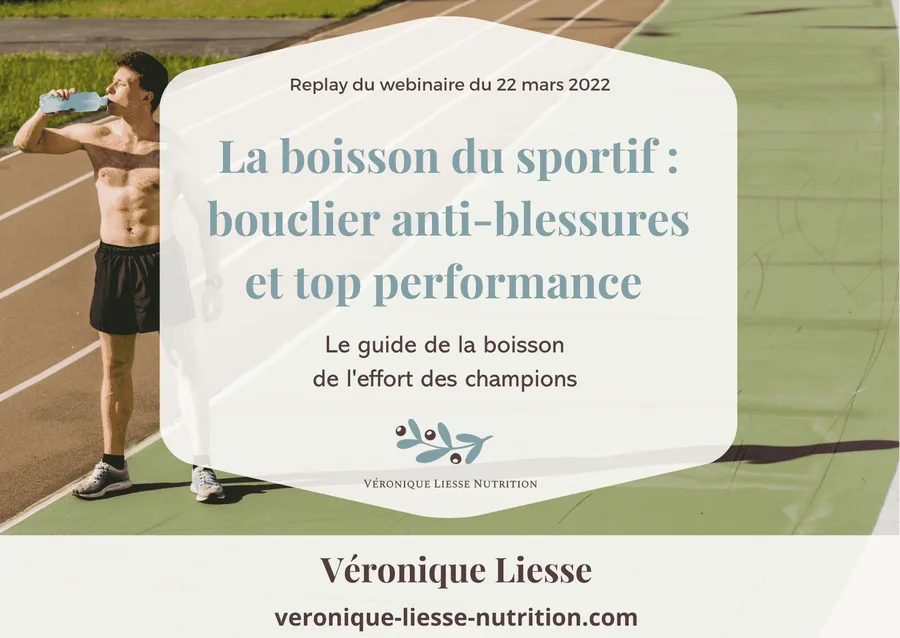 Replay du webinaire du 22 mars 2022
La boisson du sportif :
bouclier anti-blessures
et top performance
Le guide de la boisson
de l'effort des champions
Véronique Liesse Nutrition
Véronique Liesse
veronique-liesse-nutrition.com